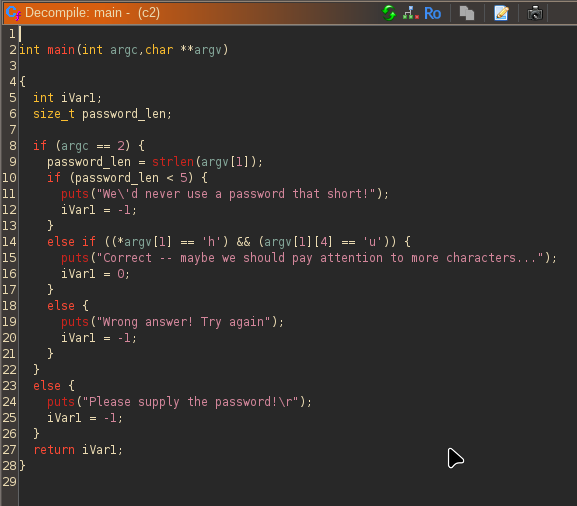 Decompile: main - (c2)
Ro
1
2 int main(int argc,char **argv)
3
4 {
5 int iVar1;
6 size_t password_len;
7
8 if (argc == 2) {
9 password_len = strlen(argv[1]);
10 if (password_len < 5) {
11 puts("We\'d never use a password that short!");
12 iVar1 = -1;
13 }
14 else if ((*argv[1] == 'h') && (argv[1][4] == 'u')) {
15 puts("Correct -- maybe we should pay attention to more characters...");
16 iVar1 = 0;
17 }
18 else {
19 puts("Wrong answer! Try again");
20 iVar1 = -1;
21 }
22 }
23 else {
24 puts("Please supply the password!\r");
25 iVar1 = -1;
26 }
27 return iVar1;
28 }
29